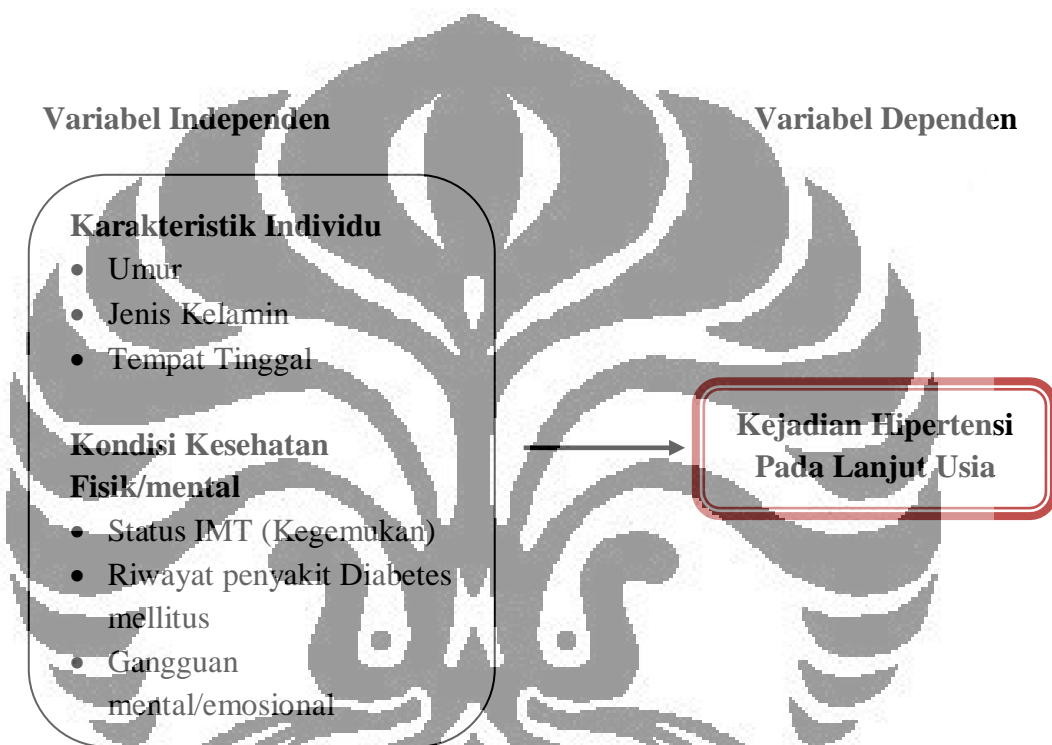 Variabel Independen
Variabel Dependen
Karakteristik Individu
• Umur
• Jenis Kelamin
• Tempat Tinggal
Kondisi Kesehatan
Fisik/mental
• Status IMT (Kegemukan)
• Riwayat penyakit Diabetes
mellitus
• Gangguan
mental/emosional
Kejadian Hipertensi
Pada Lanjut Usia